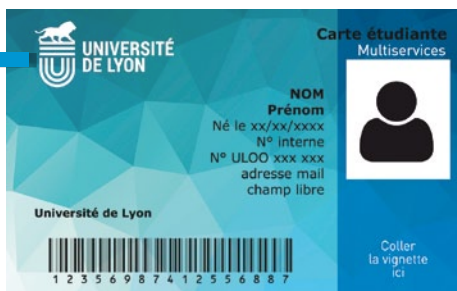 UNIVERSITÉ
DE LYON
Carte étudiante
Multiservices
NOM
Prénom
Né le xx/xx/xxxx
N° interne
N° ULOO xxx xxx
adresse mail
champ libre
Université de Lyon
1 2 3 5 6 9 8 7 4 1 2 5 5 6 8 8 7
Coller
la vignette
ici